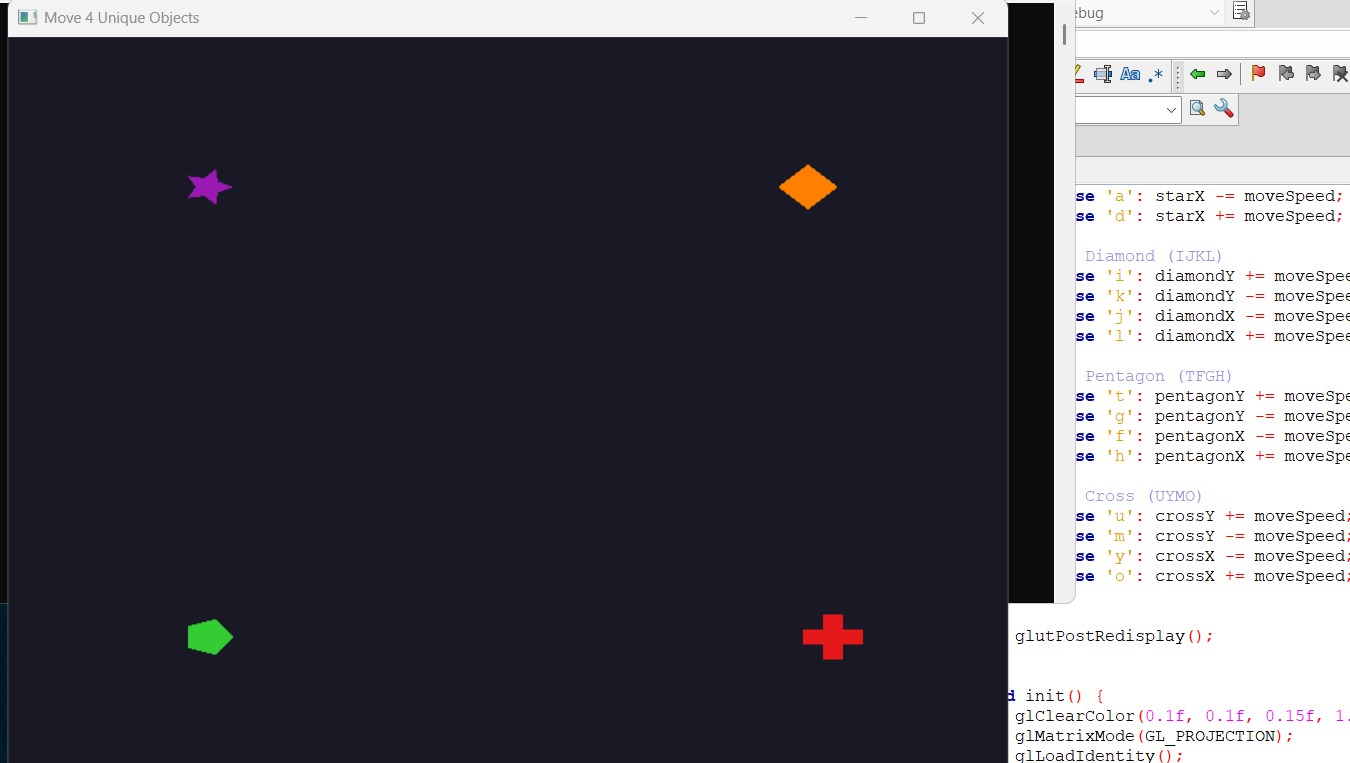 Move 4 Unique Objects
ebug
Aa
.*
se 'a': starX -= moveSpeed;
se 'd': starX += moveSpeed;
Diamond (IJKL)
se 'i': diamondY += moveSpee
se 'k': diamondY -= moveSpee
se 'j': diamondX -= moveSpee
se 'l': diamondX += moveSpee
Pentagon (TFGH)
se 't': pentagonY += moveSpe
se 'g': pentagonY -= moveSpe
se 'f': pentagonX -= moveSpe
se 'h': pentagonX += moveSpe
Cross (UYMO)
se 'u': crossY += moveSpeed;
se 'm': crossY -= moveSpeed;
se 'y': crossX -= moveSpeed;
se 'o': crossX += moveSpeed;
glutPostRedisplay();
d init() {
glClearColor(0.1f, 0.1f, 0.15f, 1.
glMatrixMode(GL_PROJECTION);
glLoadIdentity();